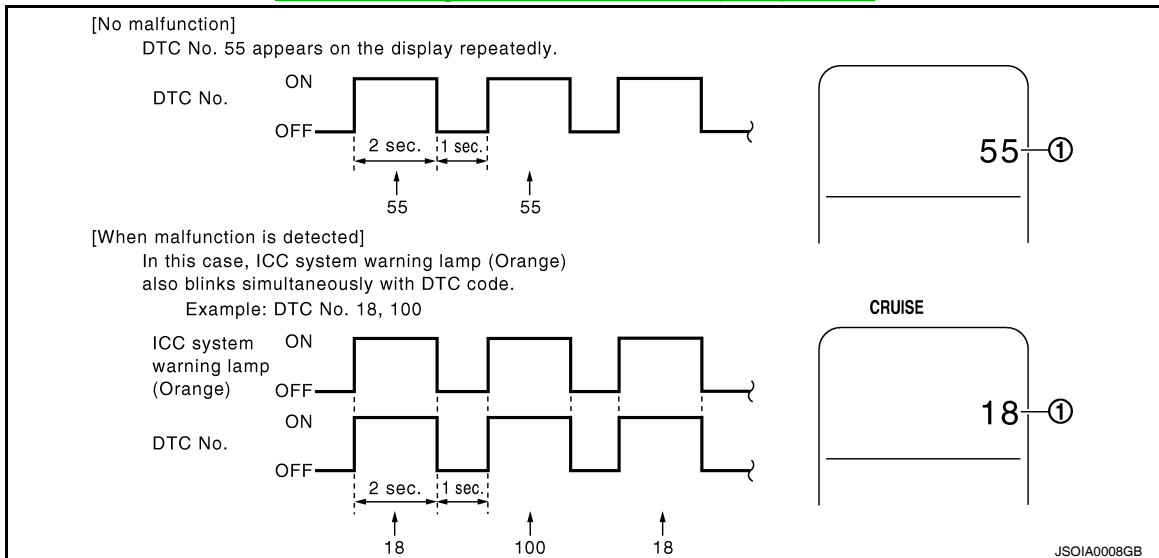 [No malfunction]
DTC No. 55 appears on the display repeatedly.
ON
DTC No.
OFF
2 sec.
1 sec.
55
55
55
1
[When malfunction is detected]
In this case, ICC system warning lamp (Orange)
also blinks simultaneously with DTC code.
Example: DTC No. 18, 100
CRUISE
ICC system
warning lamp
(Orange)
ON
OFF
ON
DTC No.
OFF
2 sec.
1 sec.
18
100
18
18
1
JSOIA0008GB